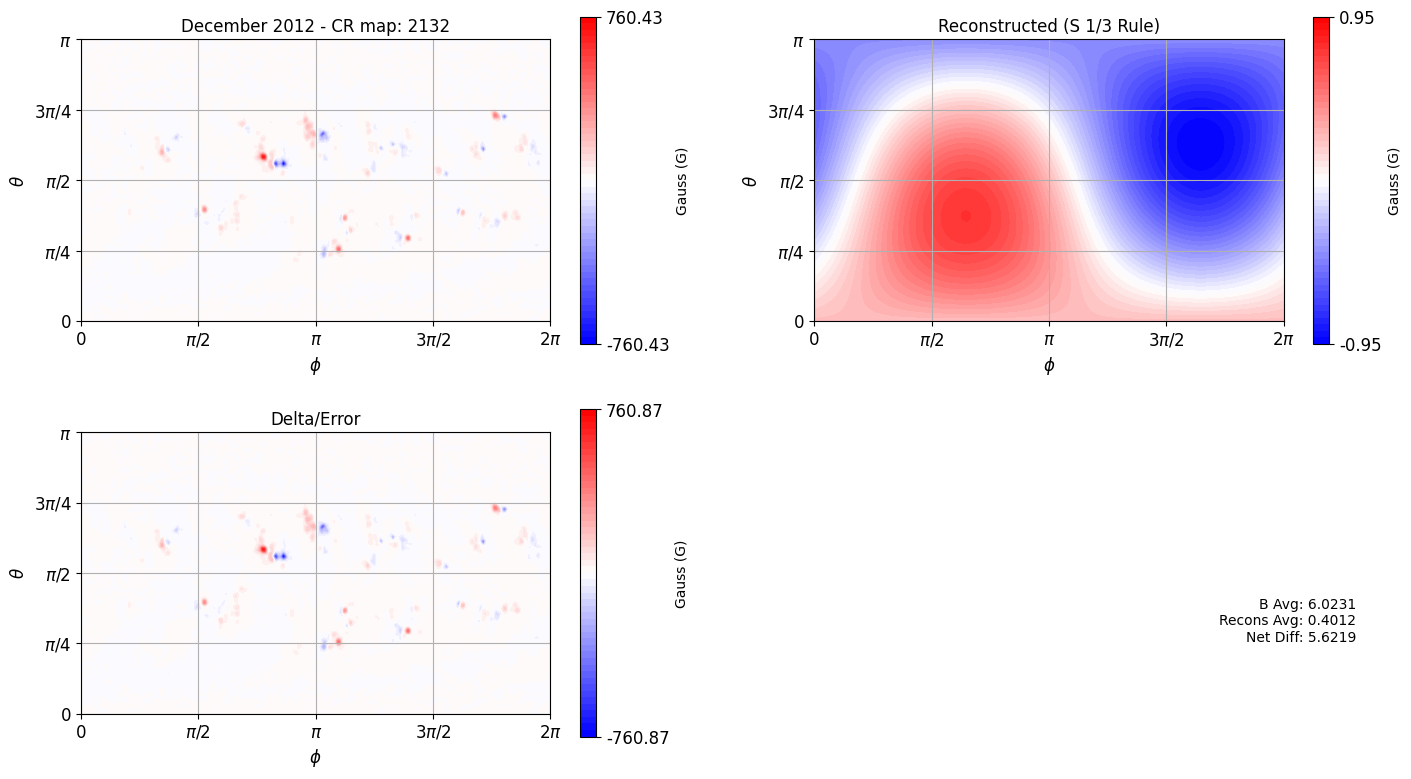 December 2012 - CR map: 2132
π
3π/4
π/2
π/4
0
θ
0
π/2
π
3π/2
2π
ϕ
760.43
-760.43
Gauss (G)
Reconstructed (S 1/3 Rule)
π
3π/4
π/2
π/4
0
θ
0
π/2
π
3π/2
2π
ϕ
0.95
-0.95
Gauss (G)
Delta/Error
π
3π/4
π/2
π/4
0
θ
0
π/2
π
3π/2
2π
ϕ
760.87
-760.87
Gauss (G)
B Avg: 6.0231
Recons Avg: 0.4012
Net Diff: 5.6219